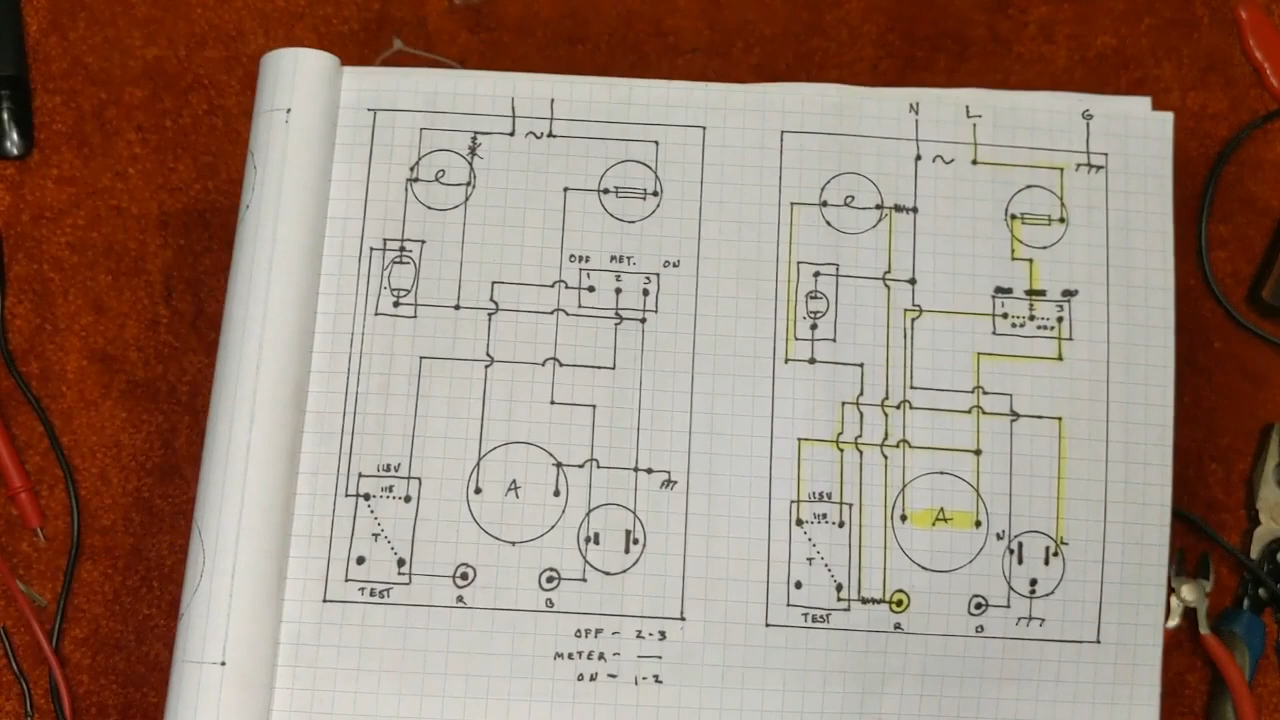 ~
e
OFF MET. ON
1 2 3
A
115V
115
T
TEST
R
B
OFF - 2-3
METER - —
ON - 1-2
N L G
~
e
1 2 3
ON
A
115V
115
T
TEST
N
R